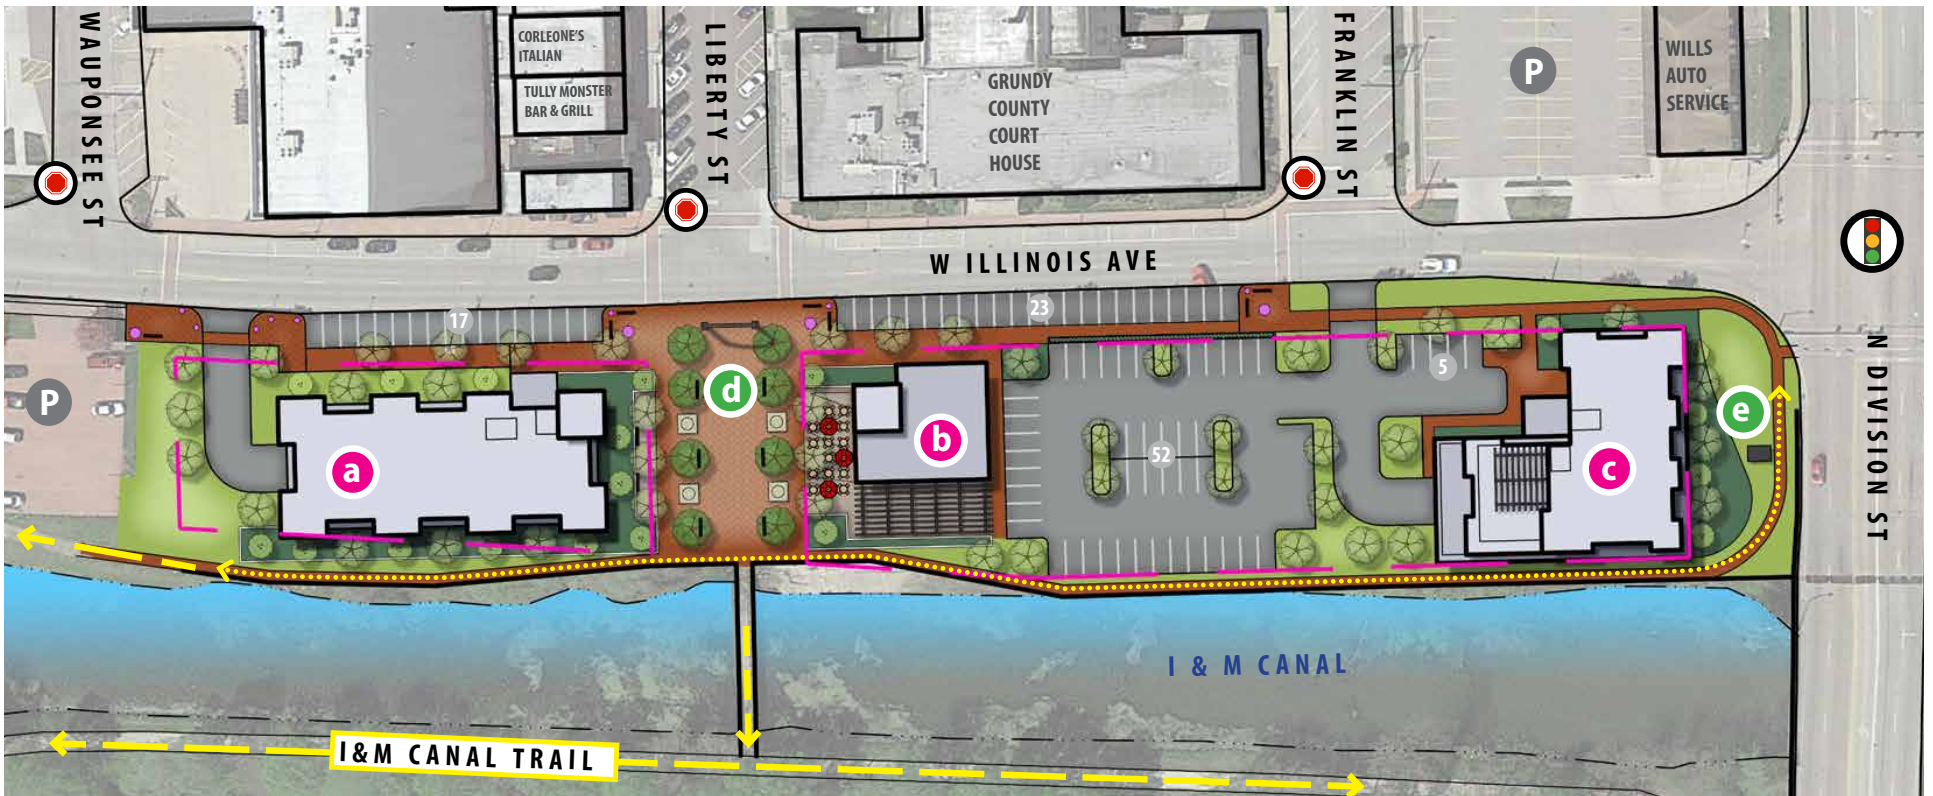 WAUPONSEE ST
CORLEONE'S
ITALIAN
TULLY MONSTER
BAR & GRILL
LIBERTY ST
GRUNDY
COUNTY
COURT
HOUSE
FRANKLIN ST
P
WILLS
AUTO
SERVICE
W ILLINOIS AVE
17
23
5
52
P
a
b
c
d
e
N DIVISION ST
I & M CANAL
I&M CANAL TRAIL